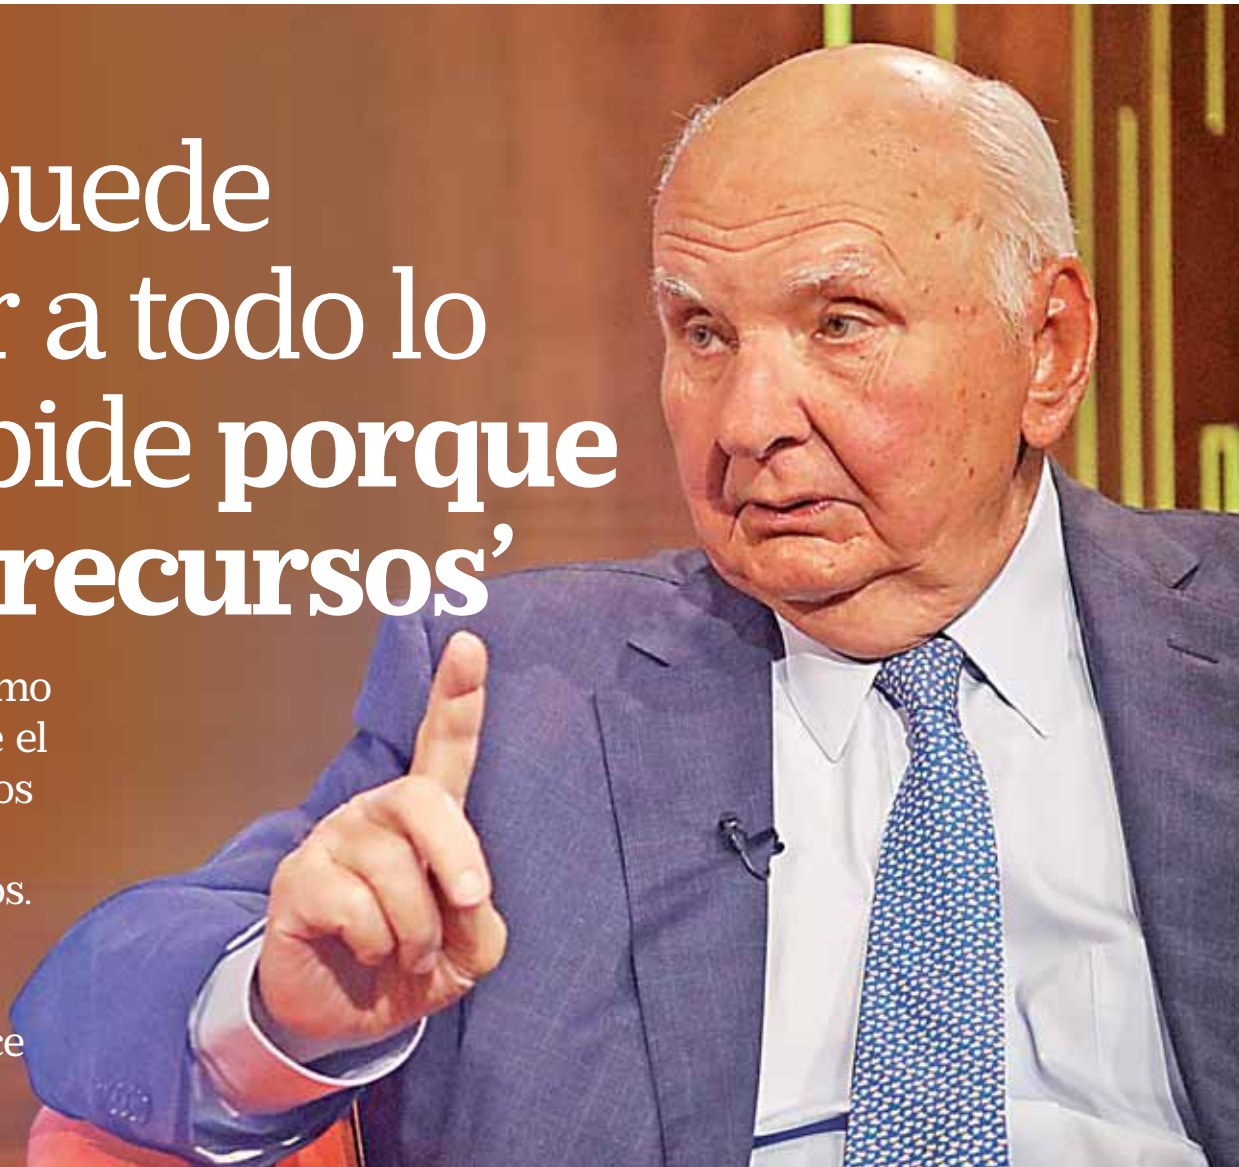 puede
r a todo lo
pide porque
recursos’
mo
e el
os
os.
ce